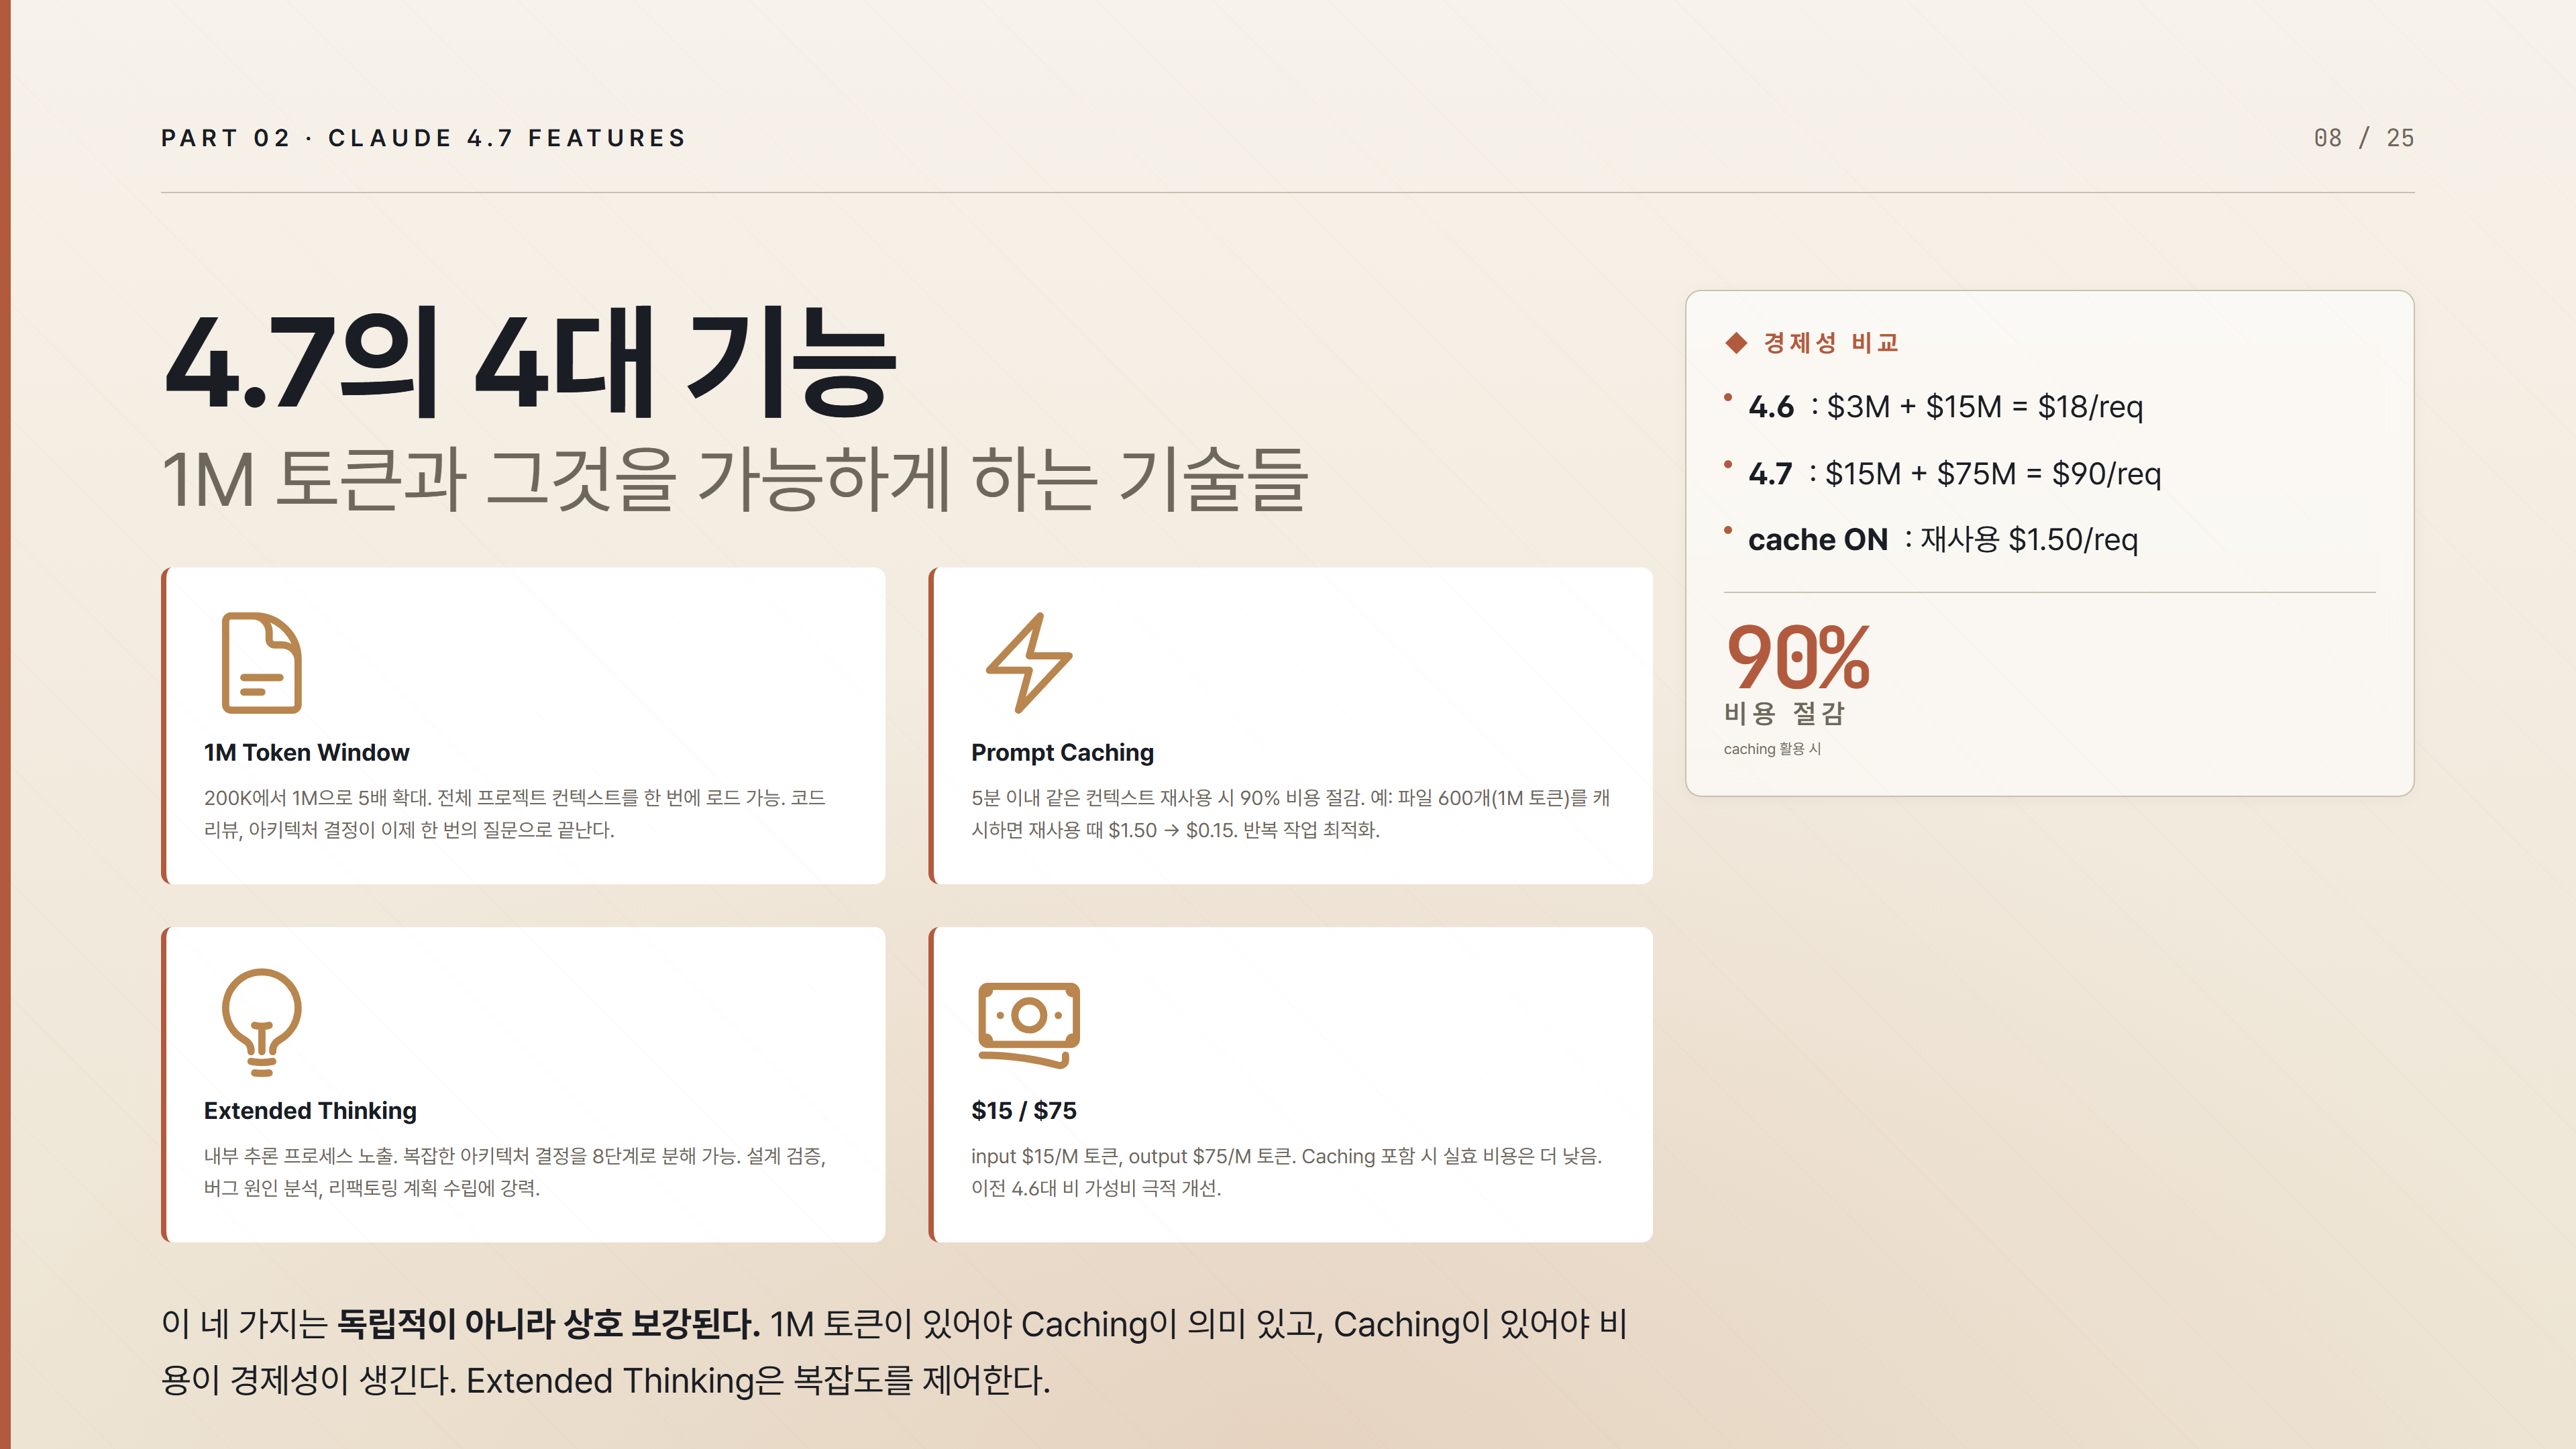 PART 02 · CLAUDE 4.7 FEATURES
08 / 25
4.7의 4대 기능
1M 토큰과 그것을 가능하게 하는 기술들
1M Token Window
200K에서 1M으로 5배 확대. 전체 프로젝트 컨텍스트를 한 번에 로드 가능. 코드
리뷰, 아키텍처 결정이 이제 한 번의 질문으로 끝난다.
Prompt Caching
5분 이내 같은 컨텍스트 재사용 시 90% 비용 절감. 예: 파일 600개(1M 토큰)를 캐
시하면 재사용 때 $1.50 → $0.15. 반복 작업 최적화.
Extended Thinking
내부 추론 프로세스 노출. 복잡한 아키텍처 결정을 8단계로 분해 가능. 설계 검증,
버그 원인 분석, 리팩토링 계획 수립에 강력.
$15 / $75
input $15/M 토큰, output $75/M 토큰. Caching 포함 시 실효 비용은 더 낮음.
이전 4.6대 비 가성비 극적 개선.
이 네 가지는 독립적이 아니라 상호 보강된다. 1M 토큰이 있어야 Caching이 의미 있고, Caching이 있어야 비
용이 경제성이 생긴다. Extended Thinking은 복잡도를 제어한다.
◆ 경제성 비교
• 4.6 : $3M + $15M = $18/req
• 4.7 : $15M + $75M = $90/req
• cache ON : 재사용 $1.50/req
90%
비용 절감
caching 활용 시